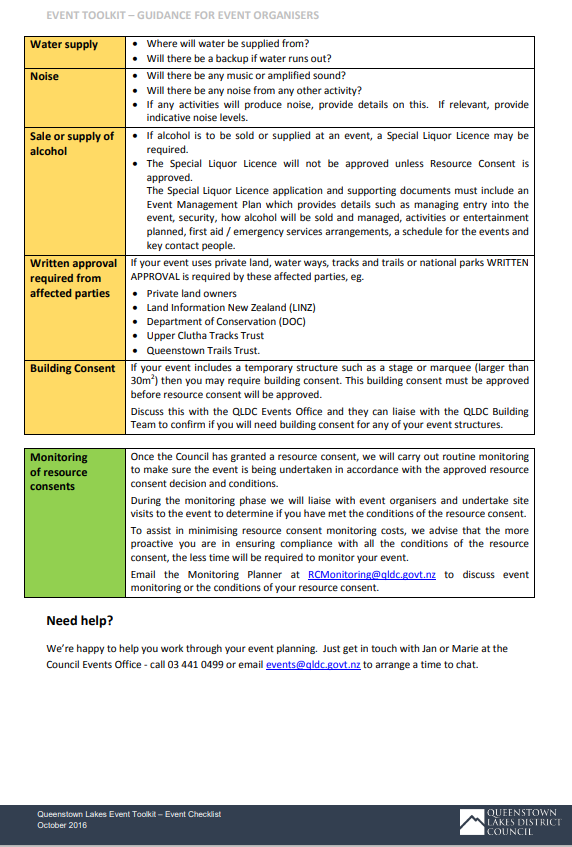 EVENT TOOLKIT – GUIDANCE FOR EVENT ORGANISERS
Water supply
• Where will water be supplied from?
• Will there be a backup if water runs out?
Noise
• Will there be any music or amplified sound?
• Will there be any noise from any other activity?
• If any activities will produce noise, provide details on this. If relevant, provide
indicative noise levels.
Sale or supply of
alcohol
• If alcohol is to be sold or supplied at an event, a Special Liquor Licence may be
required.
• The Special Liquor Licence will not be approved unless Resource Consent is
approved.
The Special Liquor Licence application and supporting documents must include an
Event Management Plan which provides details such as managing entry into the
event, security, how alcohol will be sold and managed, activities or entertainment
planned, first aid / emergency services arrangements, a schedule for the events and
key contact people.
Written approval
required from
affected parties
If your event uses private land, water ways, tracks and trails or national parks WRITTEN
APPROVAL is required by these affected parties, eg.
• Private land owners
• Land Information New Zealand (LINZ)
• Department of Conservation (DOC)
• Upper Clutha Tracks Trust
• Queenstown Trails Trust.
Building Consent
If your event includes a temporary structure such as a stage or marquee (larger than
30m²) then you may require building consent. This building consent must be approved
before resource consent will be approved.
Discuss this with the QLDC Events Office and they can liaise with the QLDC Building
Team to confirm if you will need building consent for any of your event structures.
Monitoring
of resource
consents
Once the Council has granted a resource consent, we will carry out routine monitoring
to make sure the event is being undertaken in accordance with the approved resource
consent decision and conditions.
During the monitoring phase we will liaise with event organisers and undertake site
visits to the event to determine if you have met the conditions of the resource consent.
To assist in minimising resource consent monitoring costs, we advise that the more
proactive you are in ensuring compliance with all the conditions of the resource
consent, the less time will be required to monitor your event.
Email the Monitoring Planner at RCMonitoring@qldc.govt.nz to discuss event
monitoring or the conditions of your resource consent.
Need help?
We're happy to help you work through your event planning. Just get in touch with Jan or Marie at the
Council Events Office - call 03 441 0499 or email events@qldc.govt.nz to arrange a time to chat.
Queenstown Lakes Event Toolkit – Event Checklist
October 2016
QUEENSTOWN
LAKES DISTRICT
COUNCIL